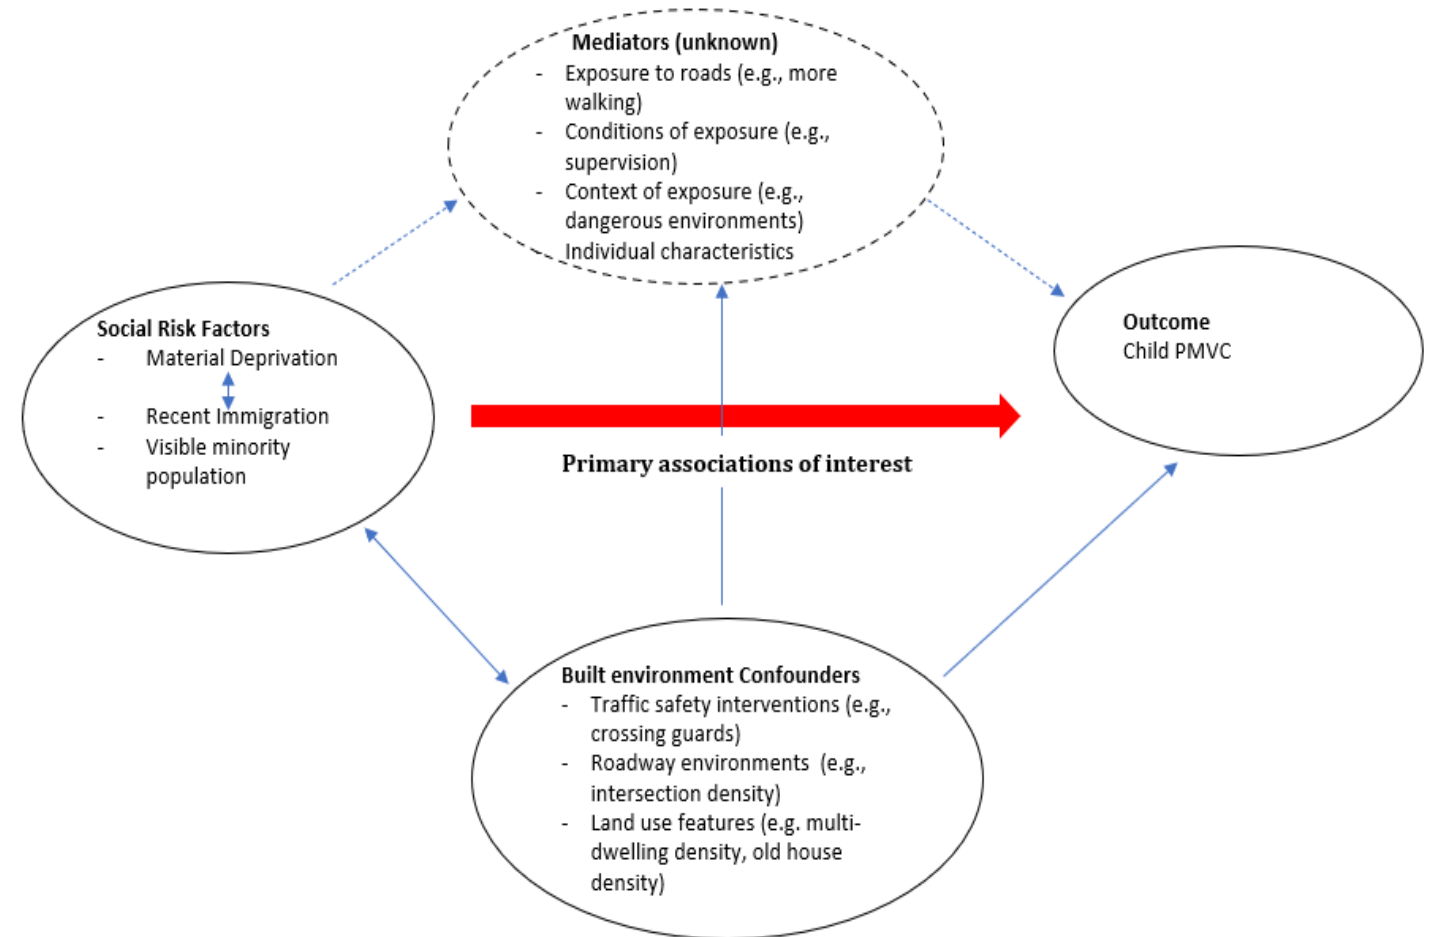 Mediators (unknown)
- Exposure to roads (e.g., more
walking)
- Conditions of exposure (e.g.,
supervision)
- Context of exposure (e.g.,
dangerous environments)
- Individual characteristics
Social Risk Factors
- Material Deprivation
- Recent Immigration
- Visible minority
population
Outcome
Child PMVC
Primary associations of interest
Built environment Confounders
- Traffic safety interventions (e.g.,
crossing guards)
- Roadway environments (e.g.,
intersection density)
- Land use features (e.g. multi-
dwelling density, old house
density)